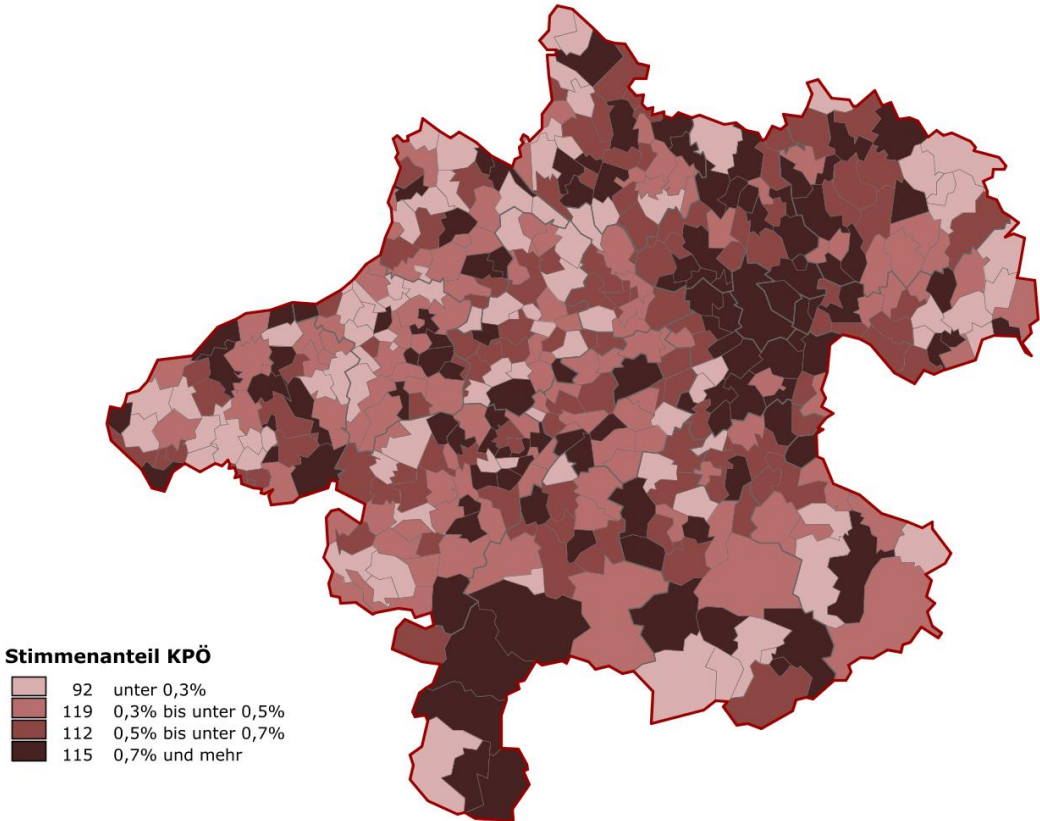 Stimmenanteil KPÖ
92 unter 0,3%
119 0,3% bis unter 0,5%
112 0,5% bis unter 0,7%
115 0,7% und mehr